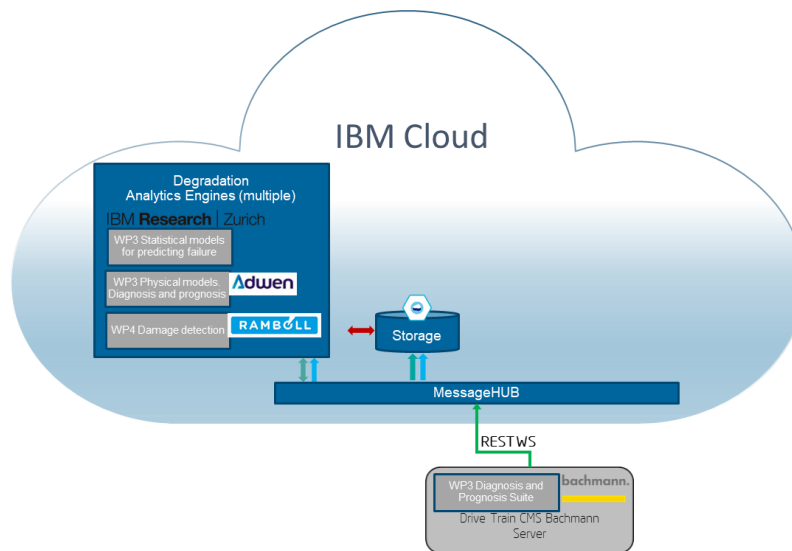 IBM Cloud
Degradation
Analytics Engines (multiple)
IBM Research | Zurich
WP3 Statistical models
for predicting failure
WP3 Physical models.
Diagnosis and prognosis
Adwen
WP4 Damage detection
RAMBOLL
Storage
MessageHUB
RESTWS
WP3 Diagnosis and
Prognosis Suite
bachmann.
Drive Train CMS Bachmann
Server